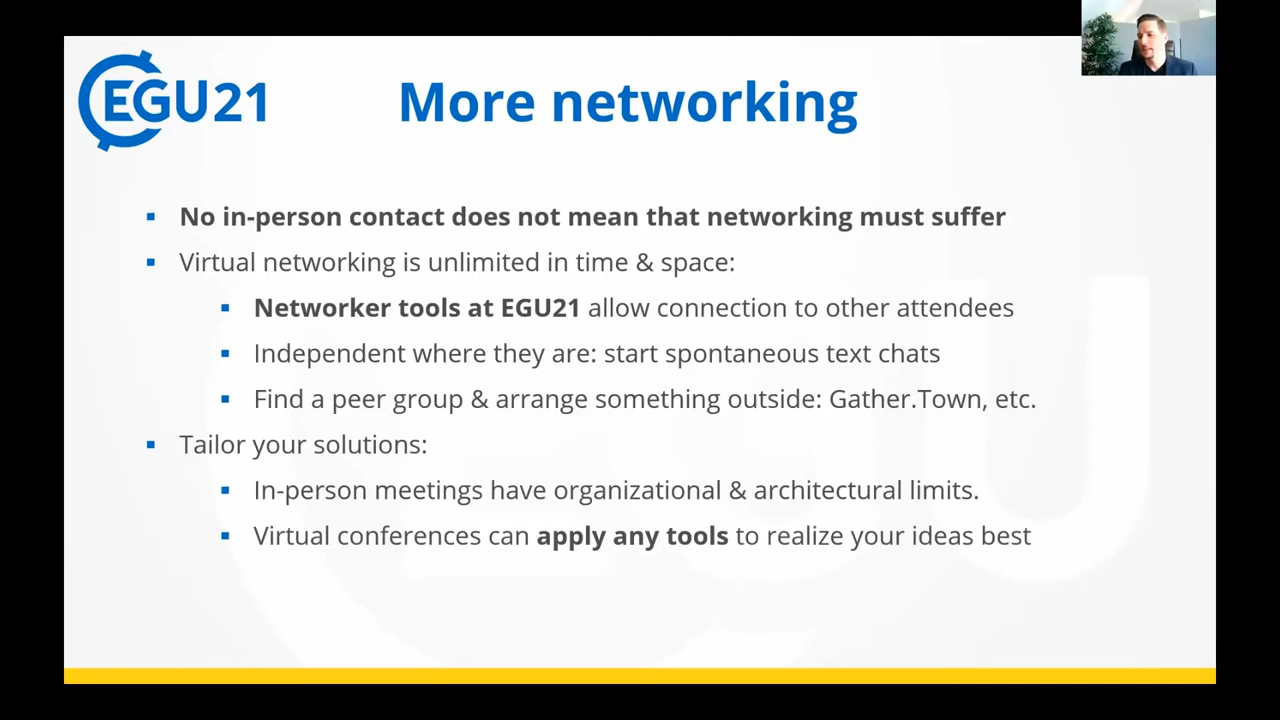 EGU21
More networking
No in-person contact does not mean that networking must suffer
Virtual networking is unlimited in time & space:
Networker tools at EGU21 allow connection to other attendees
Independent where they are: start spontaneous text chats
Find a peer group & arrange something outside: Gather.Town, etc.
Tailor your solutions:
In-person meetings have organizational & architectural limits.
Virtual conferences can apply any tools to realize your ideas best